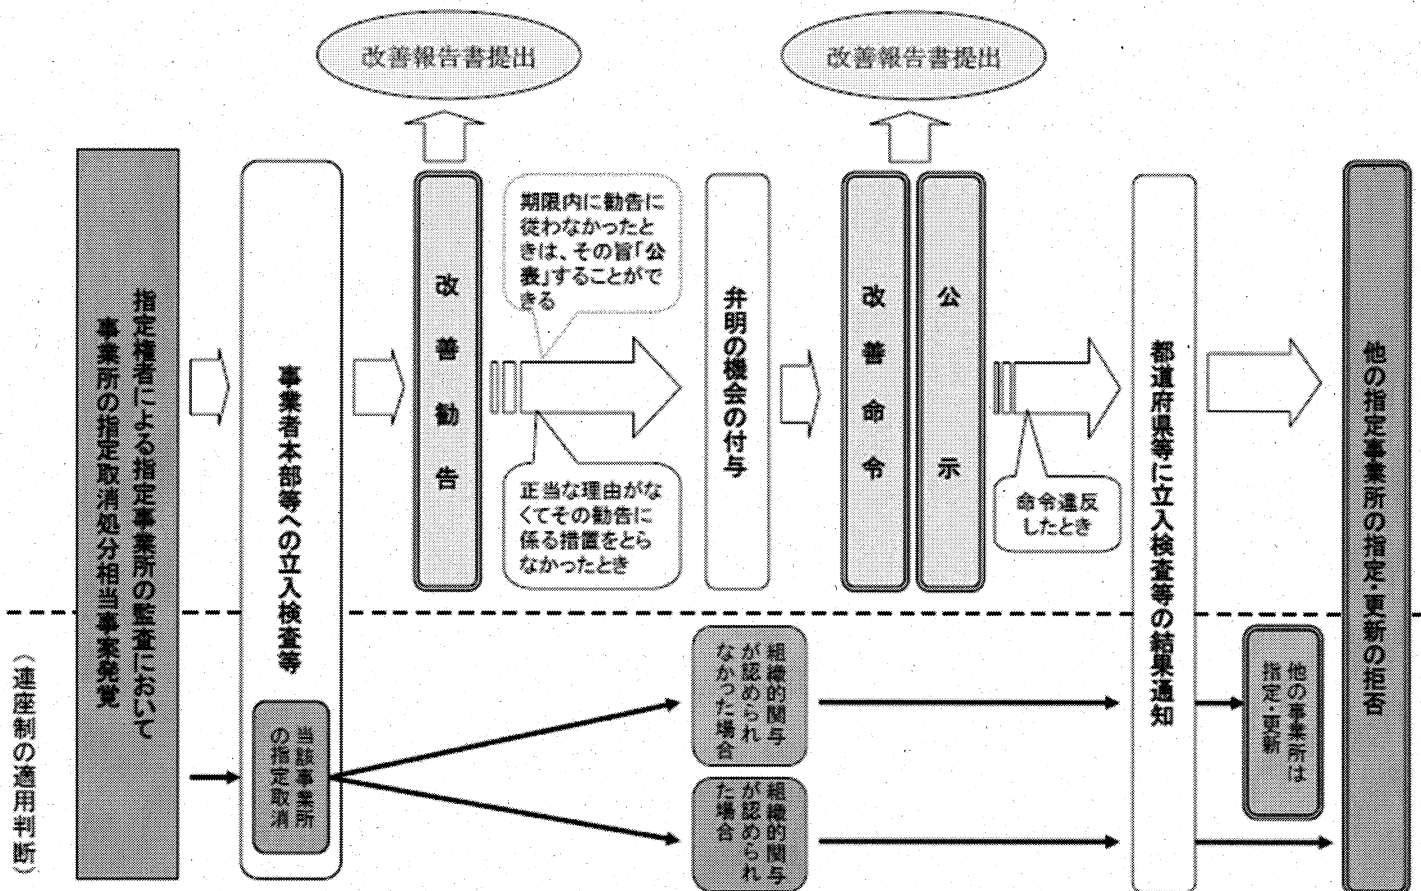 改善報告書提出
改善報告書提出
指定権者による指定事業所の監査において
事業所の指定取消処分相当事案発覚
事業者本部等への立入検査等
改善勧告
期限内に勧告に
従わなかったと
きは、その旨「公
表」することがで
きる
正当な理由がな
くてその勧告に
係る措置をとら
なかったとき
弁明の機会の付与
改善命令
公示
命令違反
したとき
都道府県等に立入検査等の結果通知
他の指定事業所の指定・更新の拒否
(連座制の適用判断)
当該事業所
の指定取消
組織的関与
が認められ
なかった場合
組織的関与
が認められ
た場合
他の事業所は
指定・更新